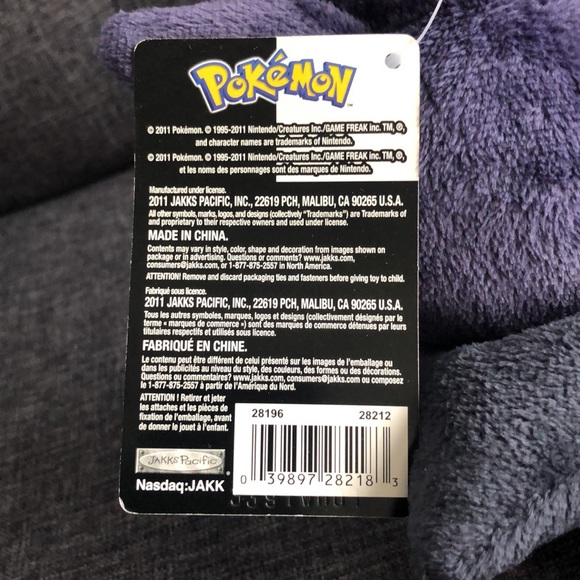 POKÉMON
™
© 2011 Pokémon. © 1995-2011 Nintendo/Creatures Inc./GAME FREAK inc. TM, ®,
and character names are trademarks of Nintendo.
© 2011 Pokémon. © 1995-2011 Nintendo/Creatures Inc./GAME FREAK inc. TM, ®,
et les noms des personnages sont des marques de Nintendo.
Manufactured under license.
2011 JAKKS PACIFIC, INC., 22619 PCH, MALIBU, CA 90265 U.S.A.
All other symbols, marks, logos, and designs (collectively "Trademarks") are Trademarks of
and proprietary to their respective owners and used under license.
MADE IN CHINA.
Contents may vary in style, color, shape and decoration from images shown on
package or in advertising. Questions or comments? www.jakks.com,
consumers@jakks.com, or 1-877-875-2557 in North America.
ATTENTION! Remove and discard packaging ties and fasteners before giving toy to child.
Fabriqué sous licence.
2011 JAKKS PACIFIC, INC., 22619 PCH, MALIBU, CA 90265 U.S.A.
Tous les autres symboles, marques, logos et designs (collectivement désignés par le
terme « marques de commerce ») sont des marques de commerce détenues par leurs
titulaires respectifs et utilisés sous licence.
FABRIQUÉ EN CHINE.
Le contenu peut être différent de celui présenté sur les images de l'emballage ou
dans les publicités au niveau du style, des couleurs, des formes ou des décorations.
Questions ou commentaires? www.jakks.com, consumers@jakks.com ou composez
le 1-877-875-2557 à partir de l'Amérique du Nord.
ATTENTION ! Retirer et jeter
les attaches et les pièces de
fixation de l'emballage, avant
de donner le jouet à l'enfant.
28196 28212
0 39897 28218 3
JAKKS Pacific
Nasdaq:JAKK